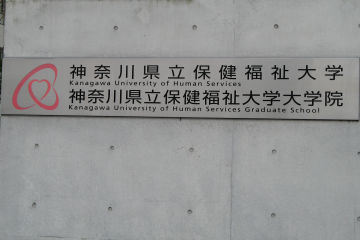 神奈川県立保健福祉大学
Kanagawa University of Human Services
神奈川県立保健福祉大学大学院
Kanagawa University of Human Services Graduate School